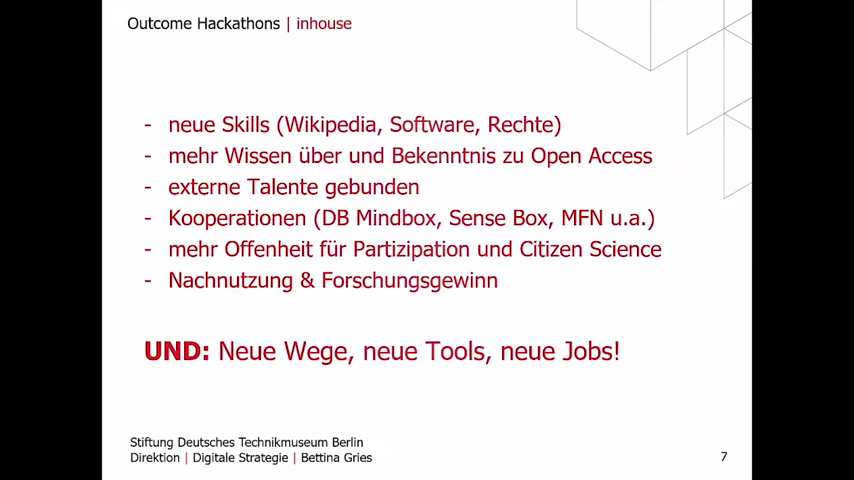 Outcome Hackathons | inhouse
- neue Skills (Wikipedia, Software, Rechte)
- mehr Wissen über und Bekenntnis zu Open Access
- externe Talente gebunden
- Kooperationen (DB Mindbox, Sense Box, MFN u.a.)
- mehr Offenheit für Partizipation und Citizen Science
- Nachnutzung & Forschungsgewinn
UND: Neue Wege, neue Tools, neue Jobs!
Stiftung Deutsches Technikmuseum Berlin
Direktion | Digitale Strategie | Bettina Gries
7